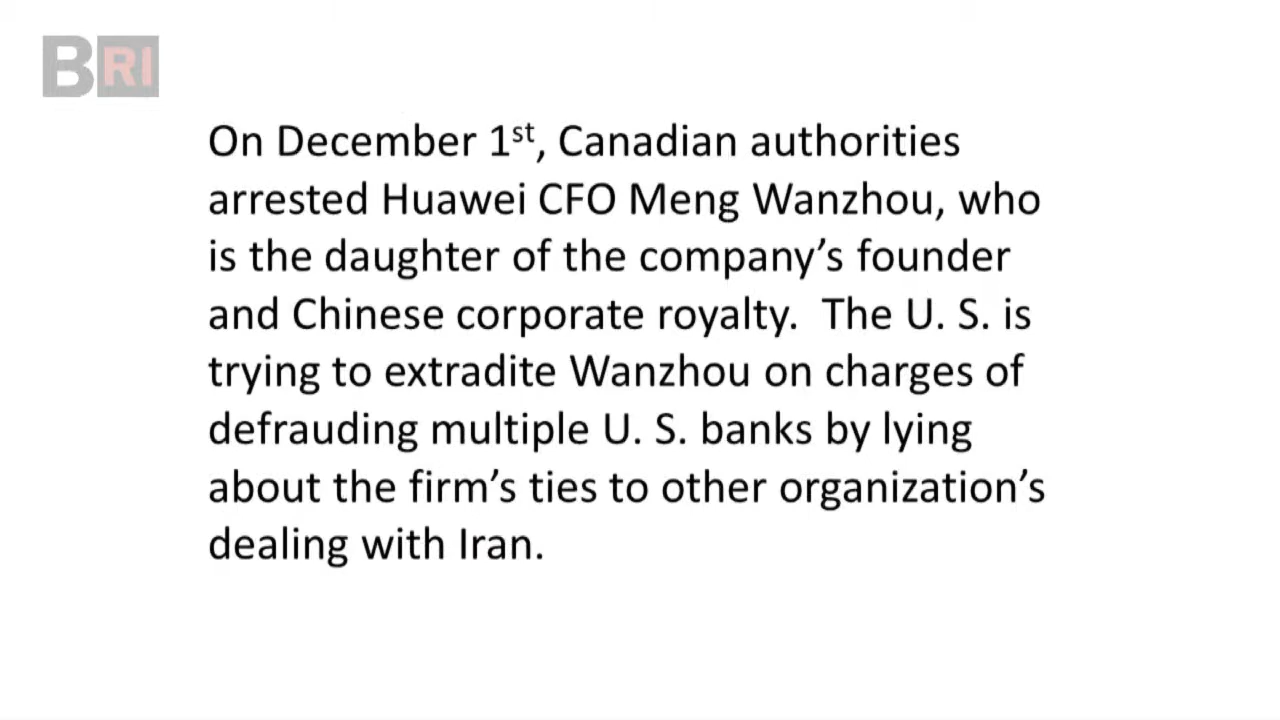 BRI
On December 1st, Canadian authorities
arrested Huawei CFO Meng Wanzhou, who
is the daughter of the company’s founder
and Chinese corporate royalty.  The U. S. is
trying to extradite Wanzhou on charges of
defrauding multiple U. S. banks by lying
about the firm’s ties to other organization’s
dealing with Iran.